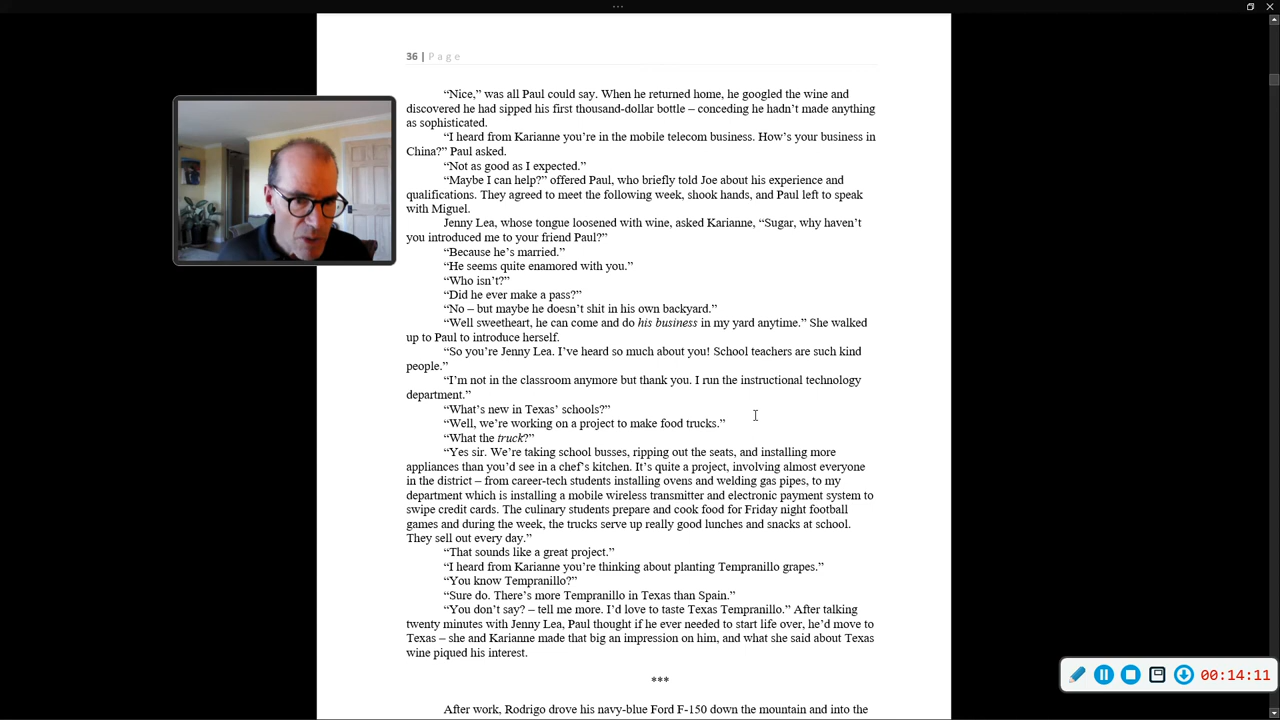 36 | Page
“Nice,” was all Paul could say. When he returned home, he googled the wine and
discovered he had sipped his first thousand-dollar bottle – conceding he hadn’t made anything
as sophisticated.
“I heard from Karianne you’re in the mobile telecom business. How’s your business in
China?” Paul asked.
“Not as good as I expected.”
“Maybe I can help?” offered Paul, who briefly told Joe about his experience and
qualifications. They agreed to meet the following week, shook hands, and Paul left to speak
with Miguel.
Jenny Lea, whose tongue loosened with wine, asked Karianne, “Sugar, why haven’t
you introduced me to your friend Paul?”
“Because he’s married.”
“He seems quite enamored with you.”
“Who isn’t?”
“Did he ever make a pass?”
“No – but maybe he doesn’t shit in his own backyard.”
“Well sweetheart, he can come and do his business in my yard anytime.” She walked
up to Paul to introduce herself.
“So you’re Jenny Lea. I’ve heard so much about you! School teachers are such kind
people.”
“I’m not in the classroom anymore but thank you. I run the instructional technology
department.”
“What’s new in Texas’ schools?”
“Well, we’re working on a project to make food trucks.”
“What the truck?”
“Yes sir. We’re taking school busses, ripping out the seats, and installing more
appliances than you’d see in a chef’s kitchen. It’s quite a project, involving almost everyone
in the district – from career-tech students installing ovens and welding gas pipes, to my
department which is installing a mobile wireless transmitter and electronic payment system to
swipe credit cards. The culinary students prepare and cook food for Friday night football
games and during the week, the trucks serve up really good lunches and snacks at school.
They sell out every day.”
“That sounds like a great project.”
“I heard from Karianne you’re thinking about planting Tempranillo grapes.”
“You know Tempranillo?”
“Sure do. There’s more Tempranillo in Texas than Spain.”
“You don’t say? – tell me more. I’d love to taste Texas Tempranillo.” After talking
twenty minutes with Jenny Lea, Paul thought if he ever needed to start life over, he’d move to
Texas – she and Karianne made that big an impression on him, and what she said about Texas
wine piqued his interest.
***
After work, Rodrigo drove his navy-blue Ford F-150 down the mountain and into the
00:14:11